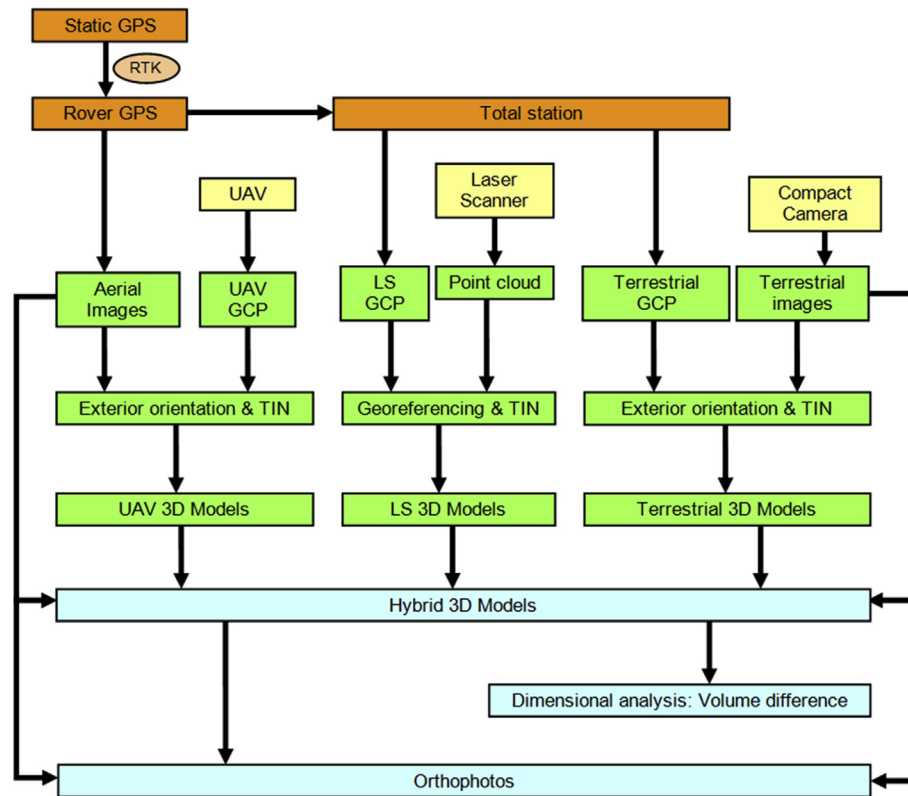 Static GPS
RTK
Rover GPS
Total station
UAV
Laser
Scanner
Compact
Camera
Aerial
Images
UAV
GCP
LS
GCP
Point cloud
Terrestrial
GCP
Terrestrial
images
Exterior orientation & TIN
Georeferencing & TIN
Exterior orientation & TIN
UAV 3D Models
LS 3D Models
Terrestrial 3D Models
Hybrid 3D Models
Dimensional analysis: Volume difference
Orthophotos